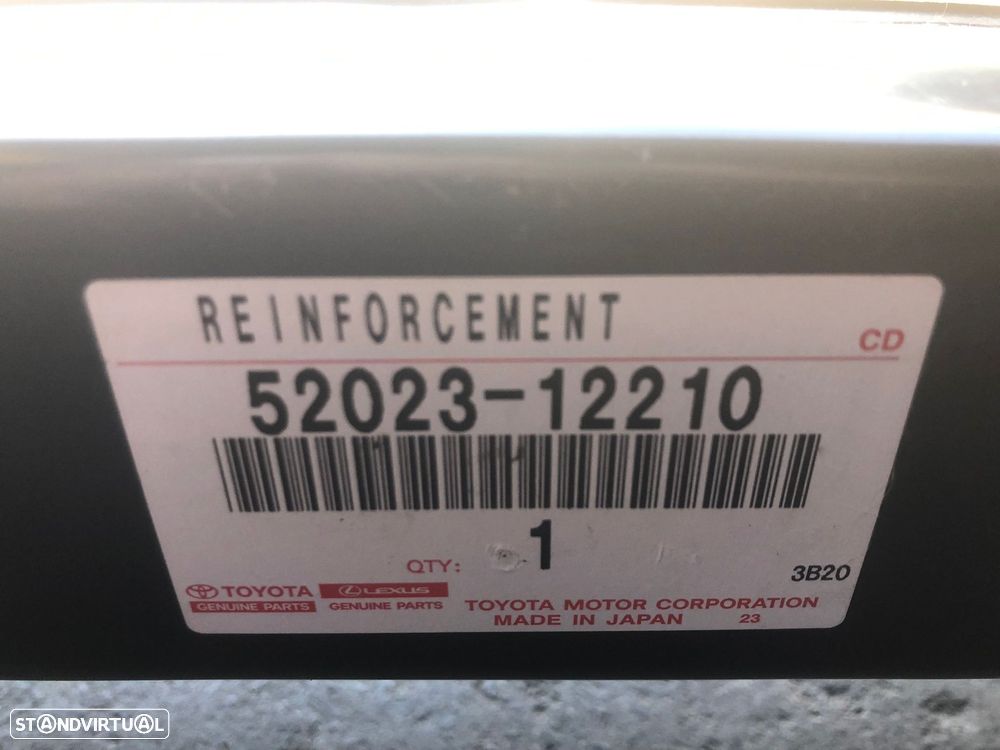 REINFORCEMENT
CD
52023-12210
1
QTY:
3B20
TOYOTA LEXUS
GENUINE PARTS GENUINE PARTS
TOYOTA MOTOR CORPORATION
MADE IN JAPAN 23
STANDVIRTUAL